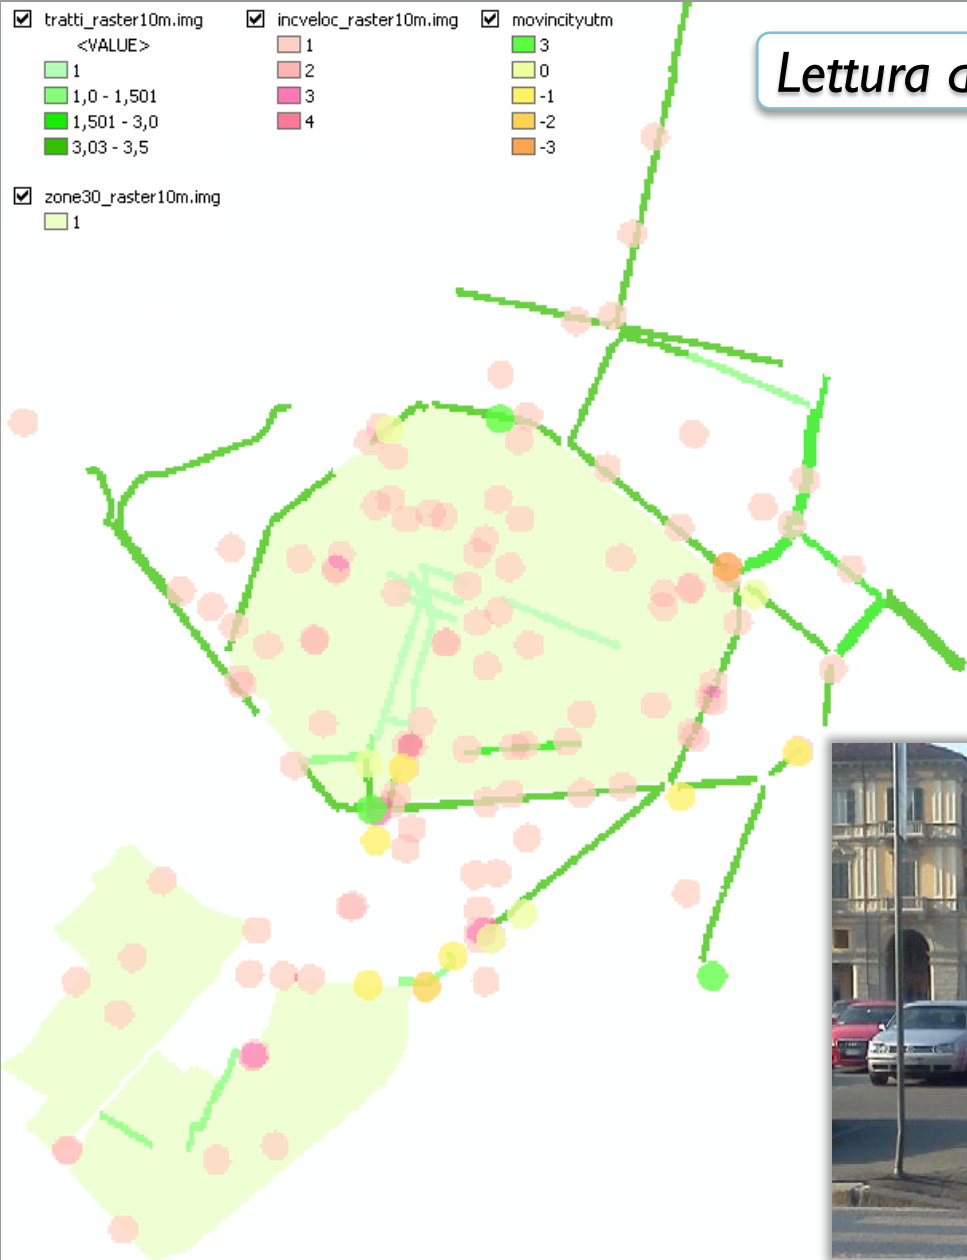 tratti_raster10m.img
<VALUE>
1
1,0 - 1,501
1,501 - 3,0
3,03 - 3,5
zone30_raster10m.img
1
incveloc_raster10m.img
1
2
3
4
movincityutm
3
0
-1
-2
-3
Lettura